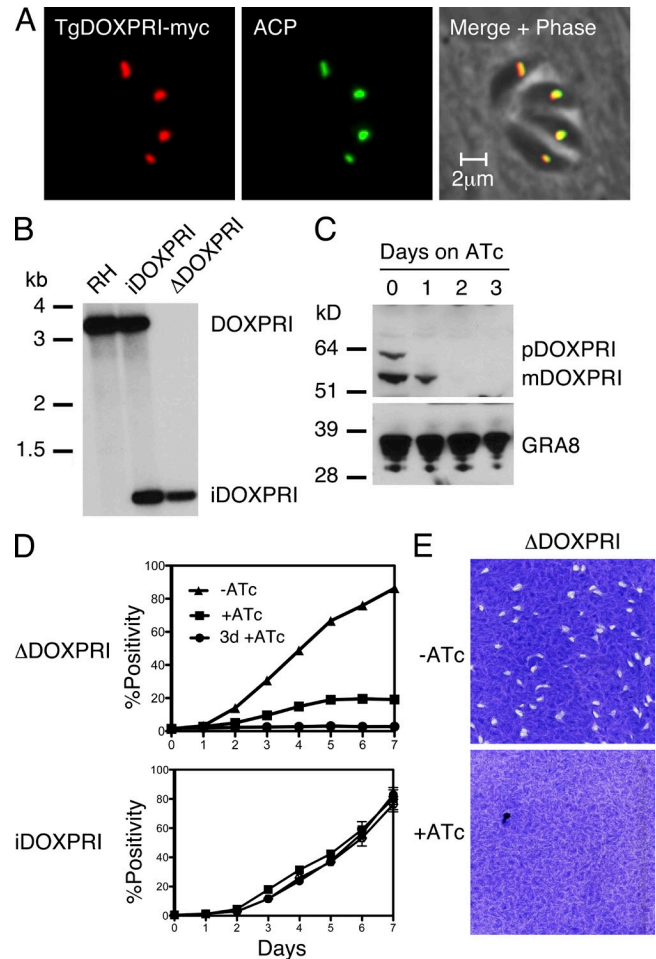 A
TgDOXPRI-myc
ACP
Merge + Phase
2μm
B
RH
iDOXPRI
ΔDOXPRI
kb
4
3
2
1.5
DOXPRI
iDOXPRI
C
Days on ATc
0 1 2 3
kD
64
51
39
28
pDOXPRI
mDOXPRI
GRA8
D
ΔDOXPRI
%Positivity
100
80
60
40
20
0
-ATc
+ATc
3d +ATc
0 1 2 3 4 5 6 7
iDOXPRI
%Positivity
100
80
60
40
20
0
0 1 2 3 4 5 6 7
Days
E
ΔDOXPRI
-ATc
+ATc